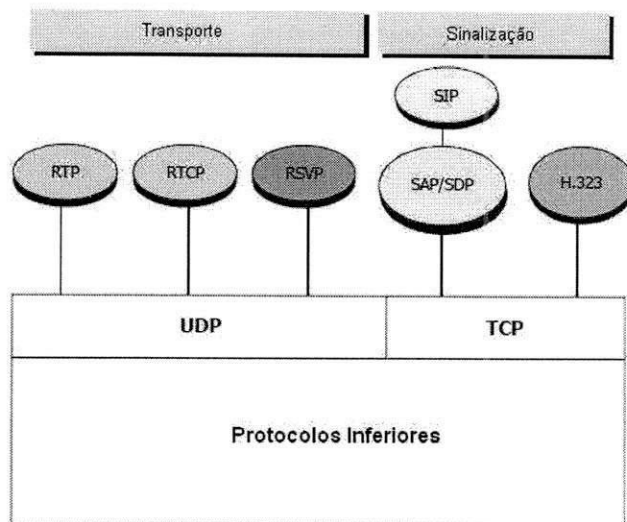 Transporte
Sinalização
SIP
RTP
RTCP
RSVP
SAP/SDP
H.323
UDP
TCP
Protocolos Inferiores